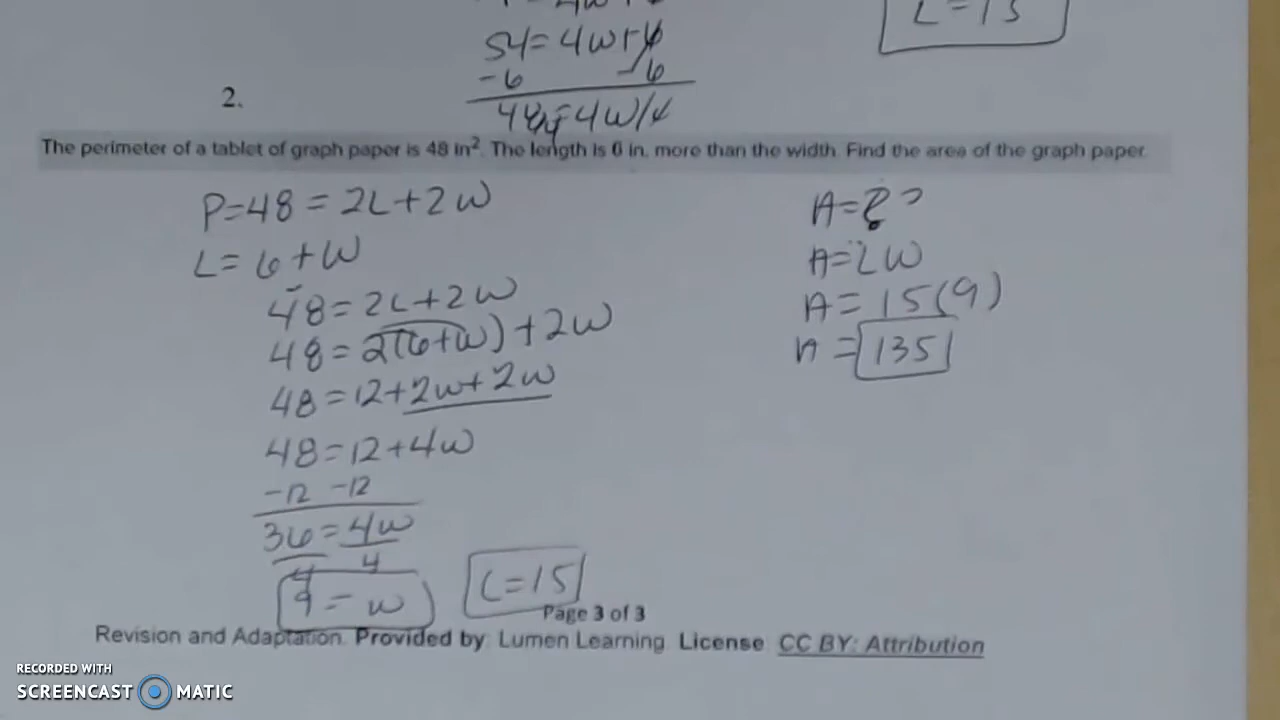 54=4W+6
L=15
-6 -6
2.
48=4W/4
The perimeter of a tablet of graph paper is 48 in². The length is 6 in. more than the width. Find the area of the graph paper.
P=48=2L+2W
L=6+W
48=2L+2W
48=2(6+W)+2W
48=12+2W+2W
48=12+4W
-12 -12
36=4W
4 4
9=W
L=15
A=??
A=LW
A=15(9)
A=135
Page 3 of 3
Revision and Adaptation. Provided by: Lumen Learning. License: CC BY: Attribution
RECORDED WITH
SCREENCAST MATIC